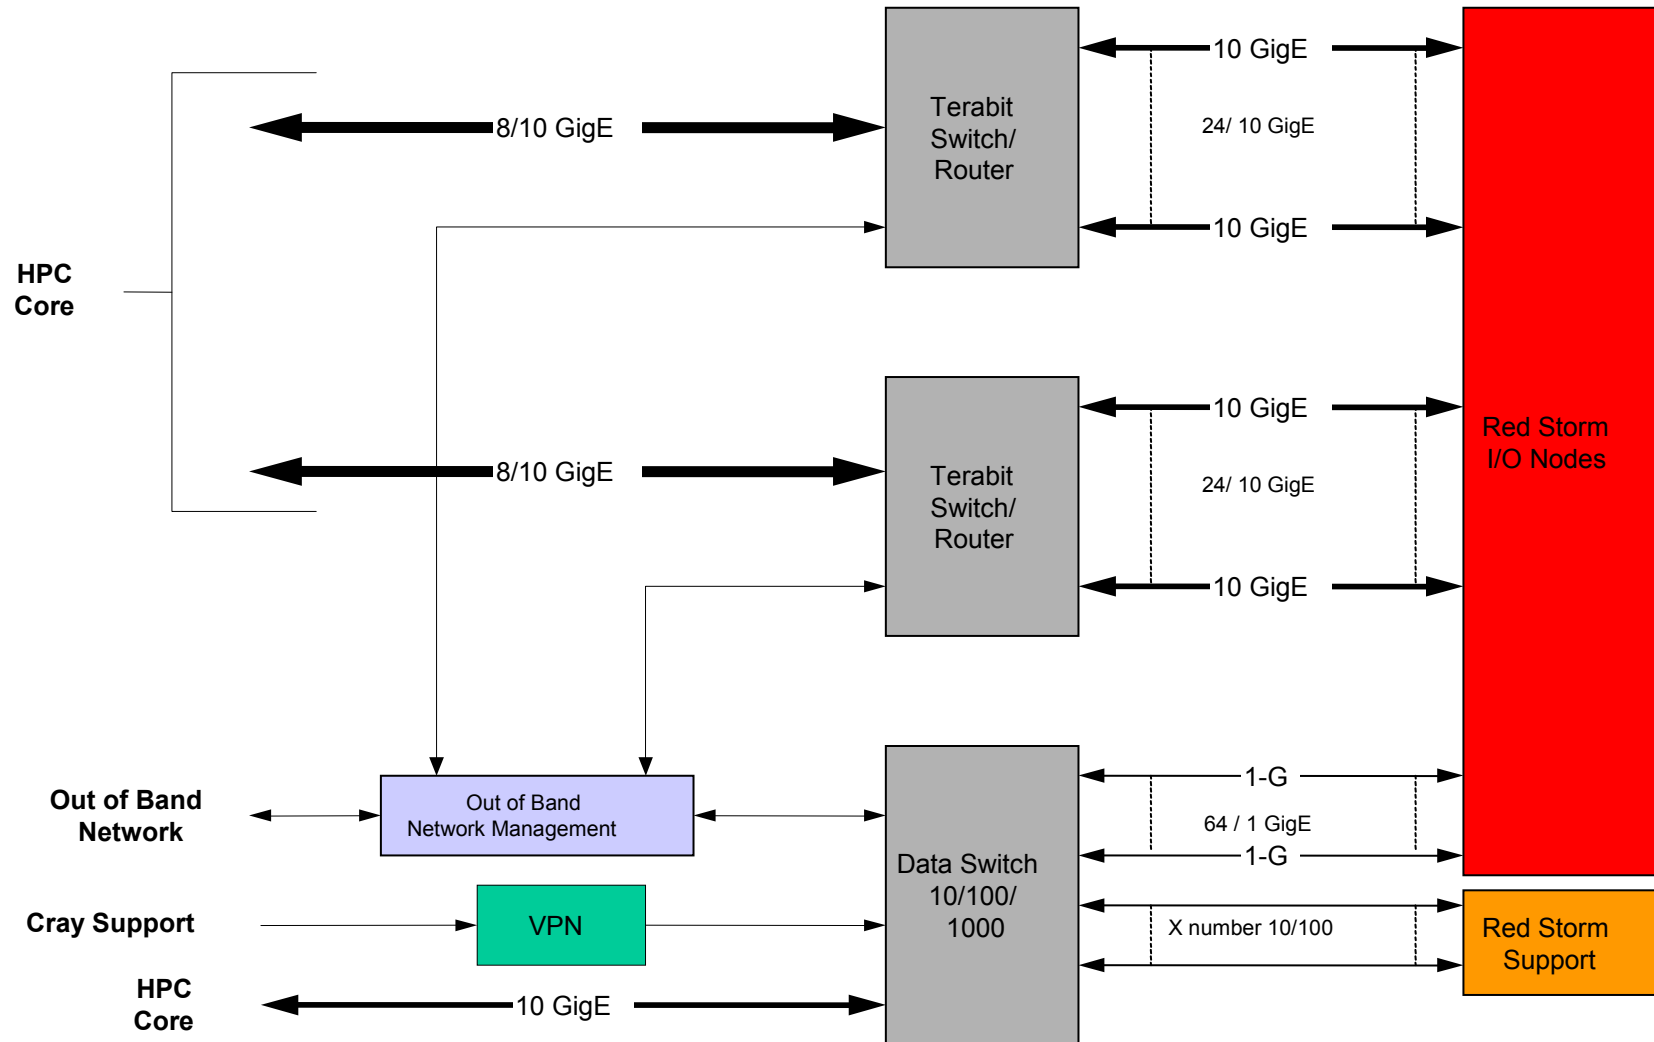 10 GigE
8/10 GigE
Terabit
Switch/
Router
24/ 10 GigE
10 GigE
HPC
Core
10 GigE
8/10 GigE
Terabit
Switch/
Router
24/ 10 GigE
10 GigE
Red Storm
I/O Nodes
Out of Band
Network
Out of Band
Network Management
1-G
64 / 1 GigE
1-G
Data Switch
10/100/
1000
Cray Support
VPN
X number 10/100
Red Storm
Support
HPC
Core
10 GigE